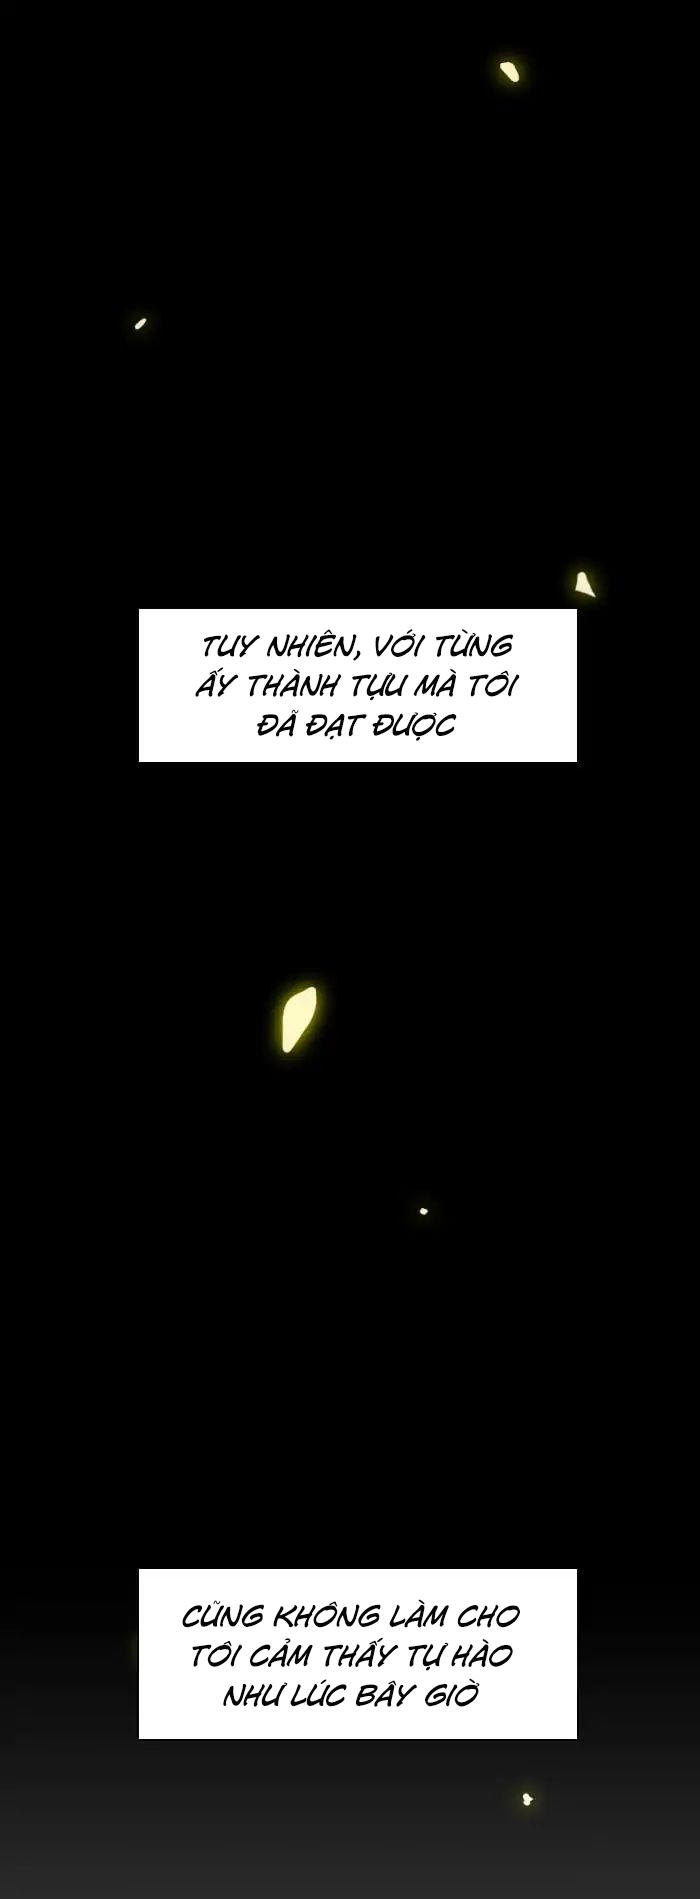 TUY NHIÊN, VỚI TỪNG
ẤY THÀNH TỰU MÀ TÔI
ĐÃ ĐẠT ĐƯỢC
CŨNG KHÔNG LÀM CHO
TÔI CẢM THẤY TỰ HÀO
NHƯ LÚC BÂY GIỜ